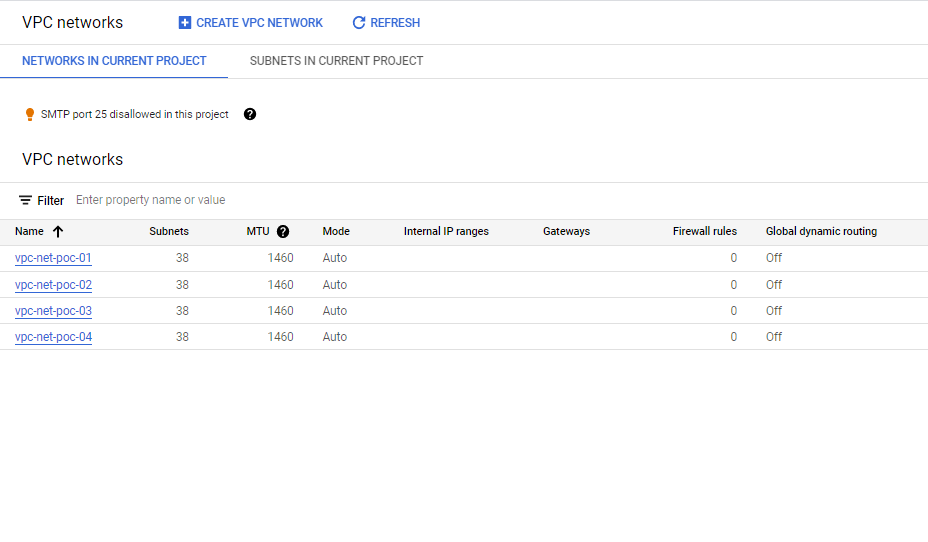 VPC networks CREATE VPC NETWORK REFRESH
NETWORKS IN CURRENT PROJECT SUBNETS IN CURRENT PROJECT
SMTP port 25 disallowed in this project ?
VPC networks
Filter Enter property name or value
Name Subnets MTU ? Mode Internal IP ranges Gateways Firewall rules Global dynamic routing
vpc-net-poc-01 38 1460 Auto 0 Off
vpc-net-poc-02 38 1460 Auto 0 Off
vpc-net-poc-03 38 1460 Auto 0 Off
vpc-net-poc-04 38 1460 Auto 0 Off